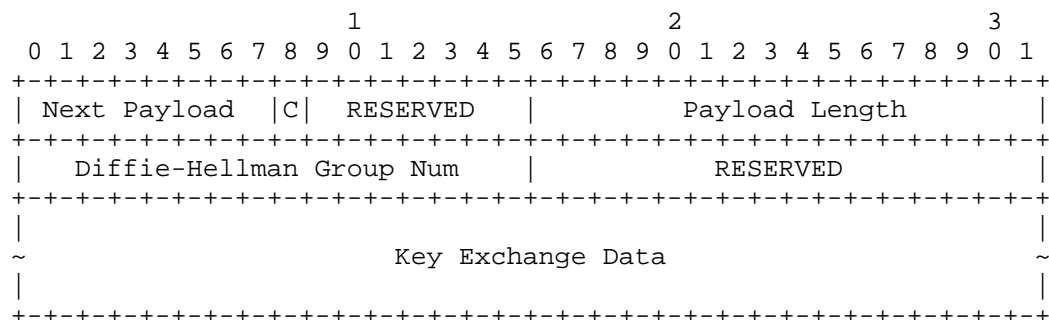 1                   2                   3
 0 1 2 3 4 5 6 7 8 9 0 1 2 3 4 5 6 7 8 9 0 1 2 3 4 5 6 7 8 9 0 1
+-+-+-+-+-+-+-+-+-+-+-+-+-+-+-+-+-+-+-+-+-+-+-+-+-+-+-+-+-+-+-+-+
| Next Payload  |C|  RESERVED   |         Payload Length        |
+-+-+-+-+-+-+-+-+-+-+-+-+-+-+-+-+-+-+-+-+-+-+-+-+-+-+-+-+-+-+-+-+
|   Diffie-Hellman Group Num    |           RESERVED            |
+-+-+-+-+-+-+-+-+-+-+-+-+-+-+-+-+-+-+-+-+-+-+-+-+-+-+-+-+-+-+-+-+
|                                                               |
~                       Key Exchange Data                       ~
|                                                               |
+-+-+-+-+-+-+-+-+-+-+-+-+-+-+-+-+-+-+-+-+-+-+-+-+-+-+-+-+-+-+-+-+